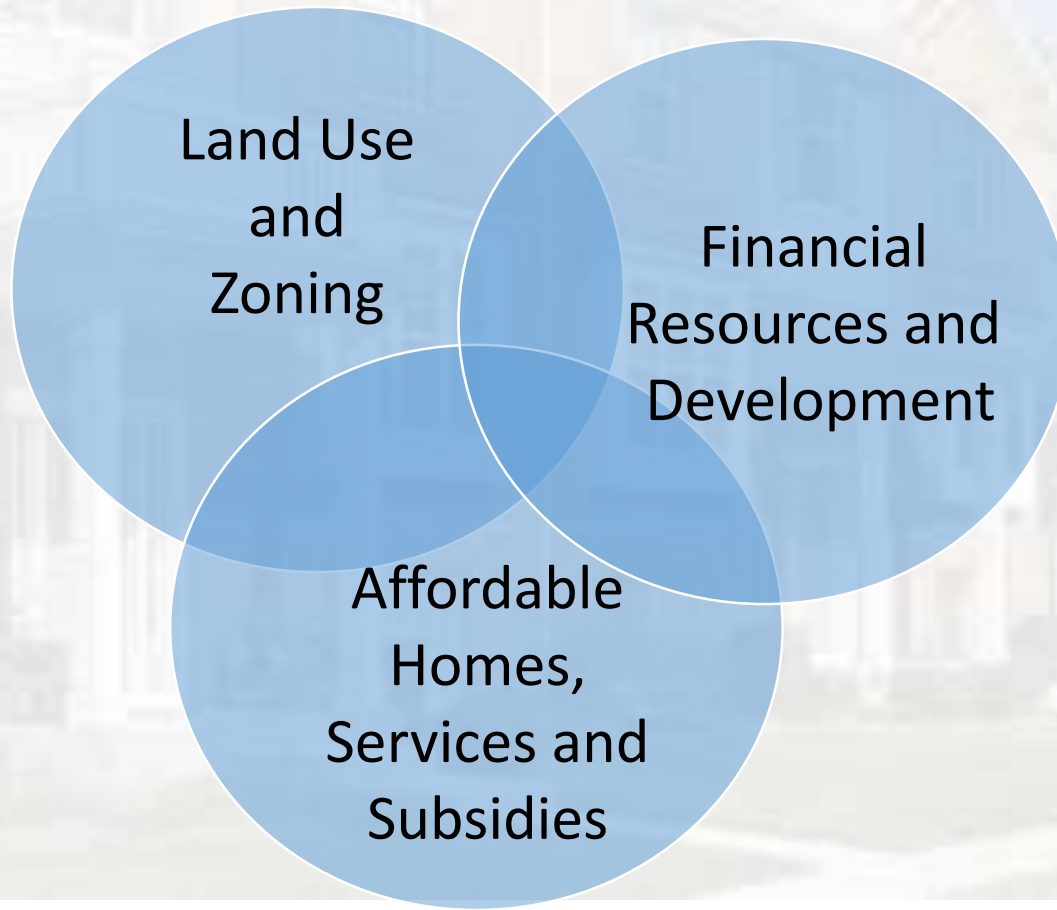 Land Use
and
Zoning
Financial
Resources and
Development
Affordable
Homes,
Services and
Subsidies